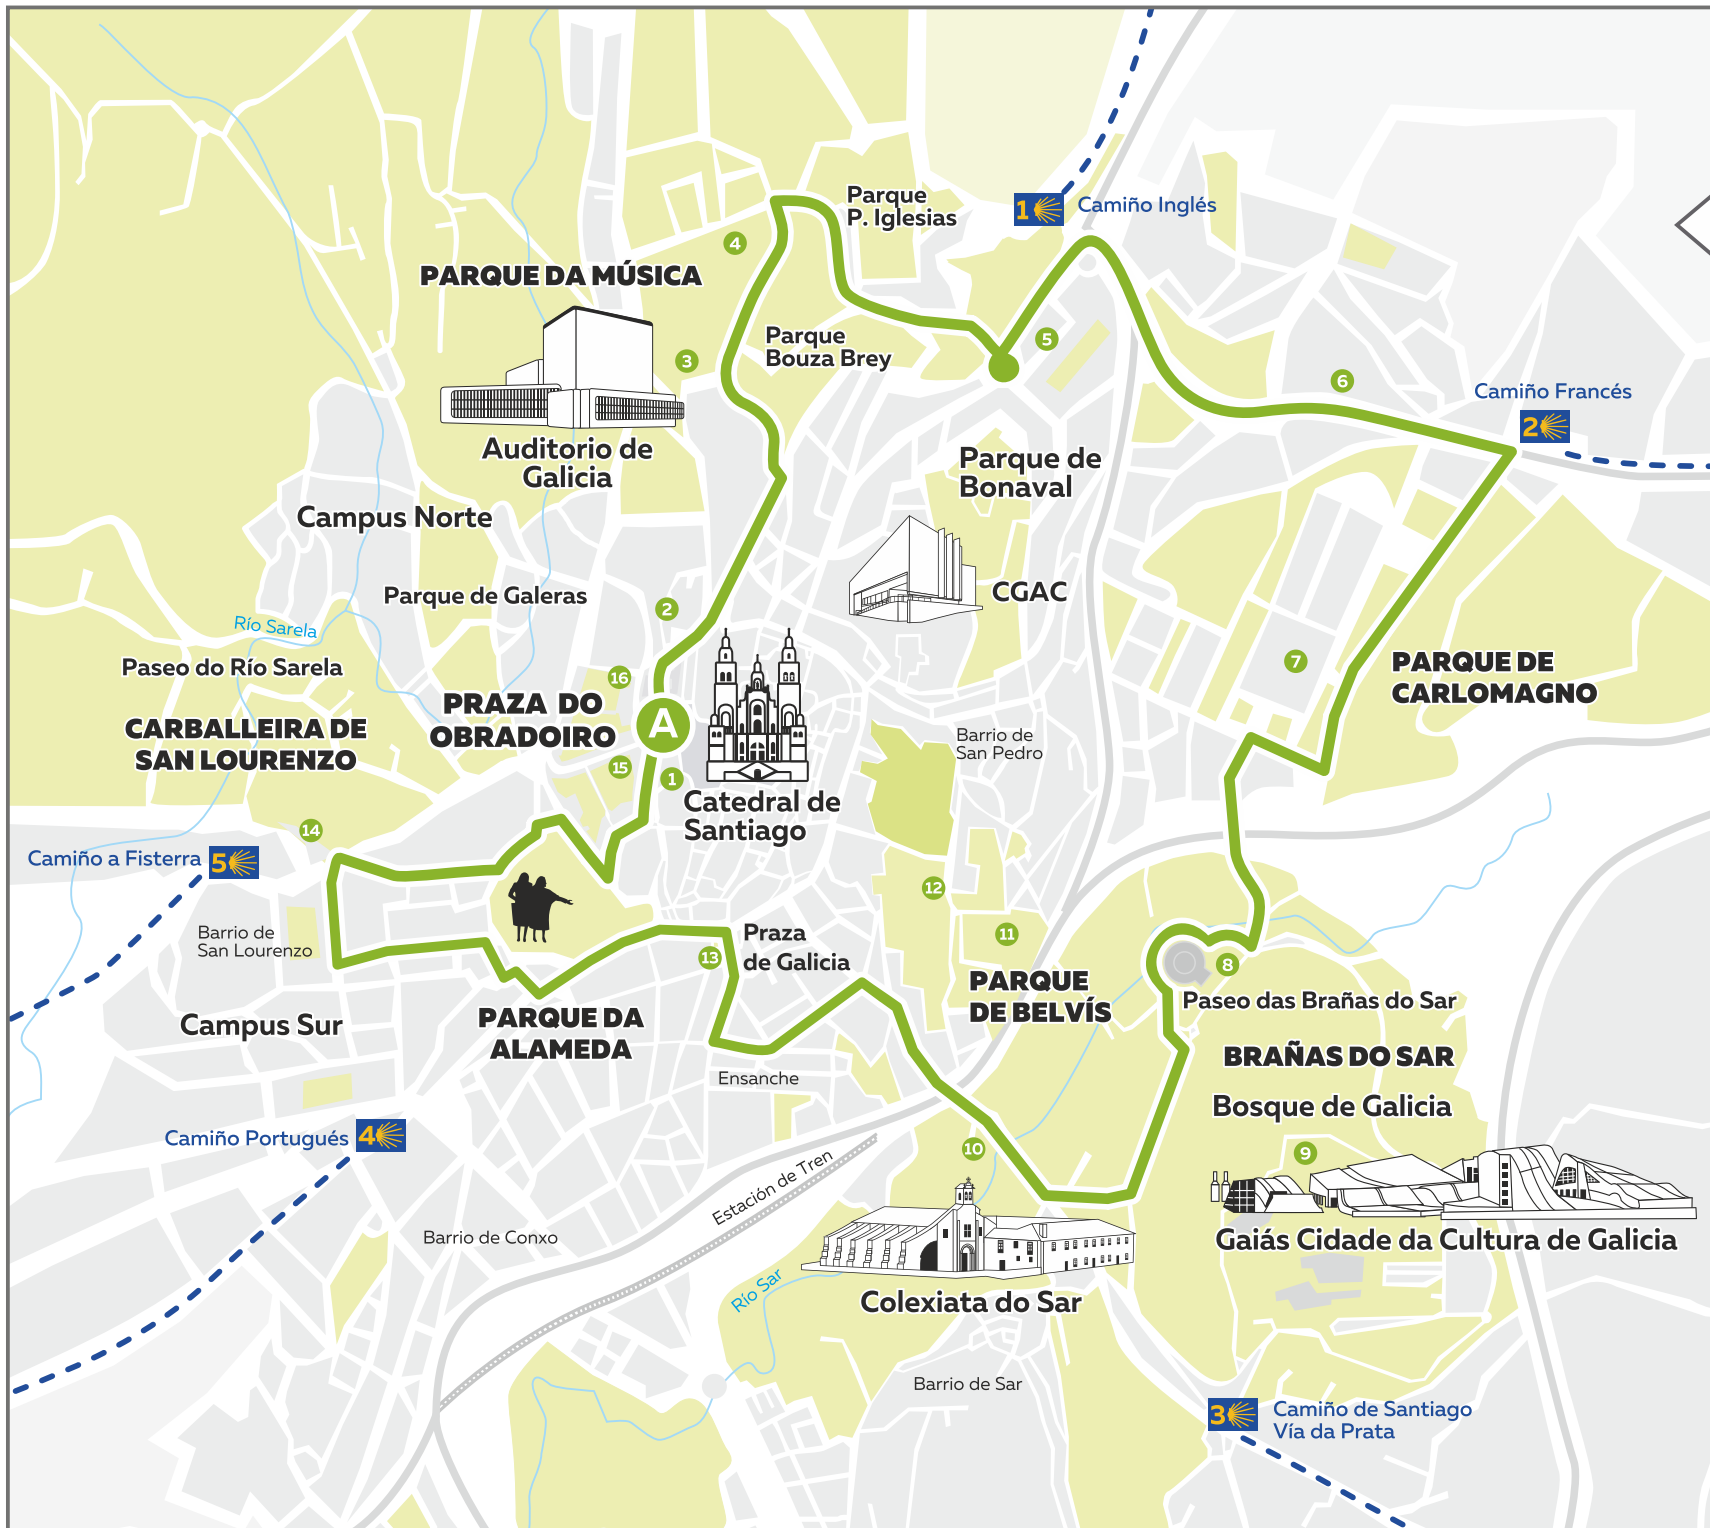 Parque
P. Iglesias
1
Camiño Inglés
4
PARQUE DA MÚSICA
Parque
Bouza Brey
3
5
6
Camiño Francés
2
Auditorio de
Galicia
Parque de
Bonaval
Campus Norte
CGAC
Parque de Galeras
2
Río Sarela
Paseo do Río Sarela
16
7
PARQUE DE
CARLOMAGNO
PRAZA DO
OBRADOIRO
A
CARBALLEIRA DE
SAN LOURENZO
Barrio de
San Pedro
15
1
Catedral de
Santiago
14
Camiño a Fisterra
5
12
Barrio de
San Lourenzo
Praza
de Galicia
13
11
8
PARQUE
DE BELVÍS
Paseo das Brañas do Sar
Campus Sur
PARQUE DA
ALAMEDA
BRAÑAS DO SAR
Ensanche
Bosque de Galicia
Camiño Portugués
4
10
9
Estación de Tren
Barrio de Conxo
Gaiás Cidade da Cultura de Galicia
Río Sar
Colexiata do Sar
Barrio de Sar
3
Camiño de Santiago
Vía da Prata